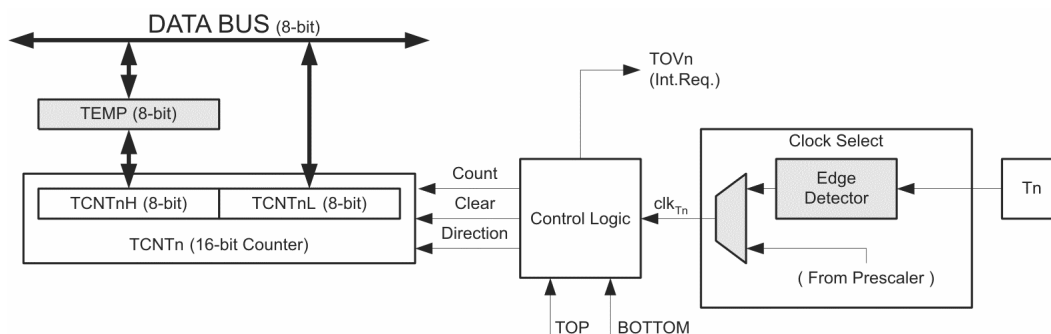 DATA BUS (8-bit)
TEMP (8-bit)
TCNTnH (8-bit)
TCNTnL (8-bit)
TCNTn (16-bit Counter)
Count
Clear
Direction
Control Logic
TOVn
(Int.Req.)
TOP
BOTTOM
clkTn
Clock Select
Edge
Detector
( From Prescaler )
Tn